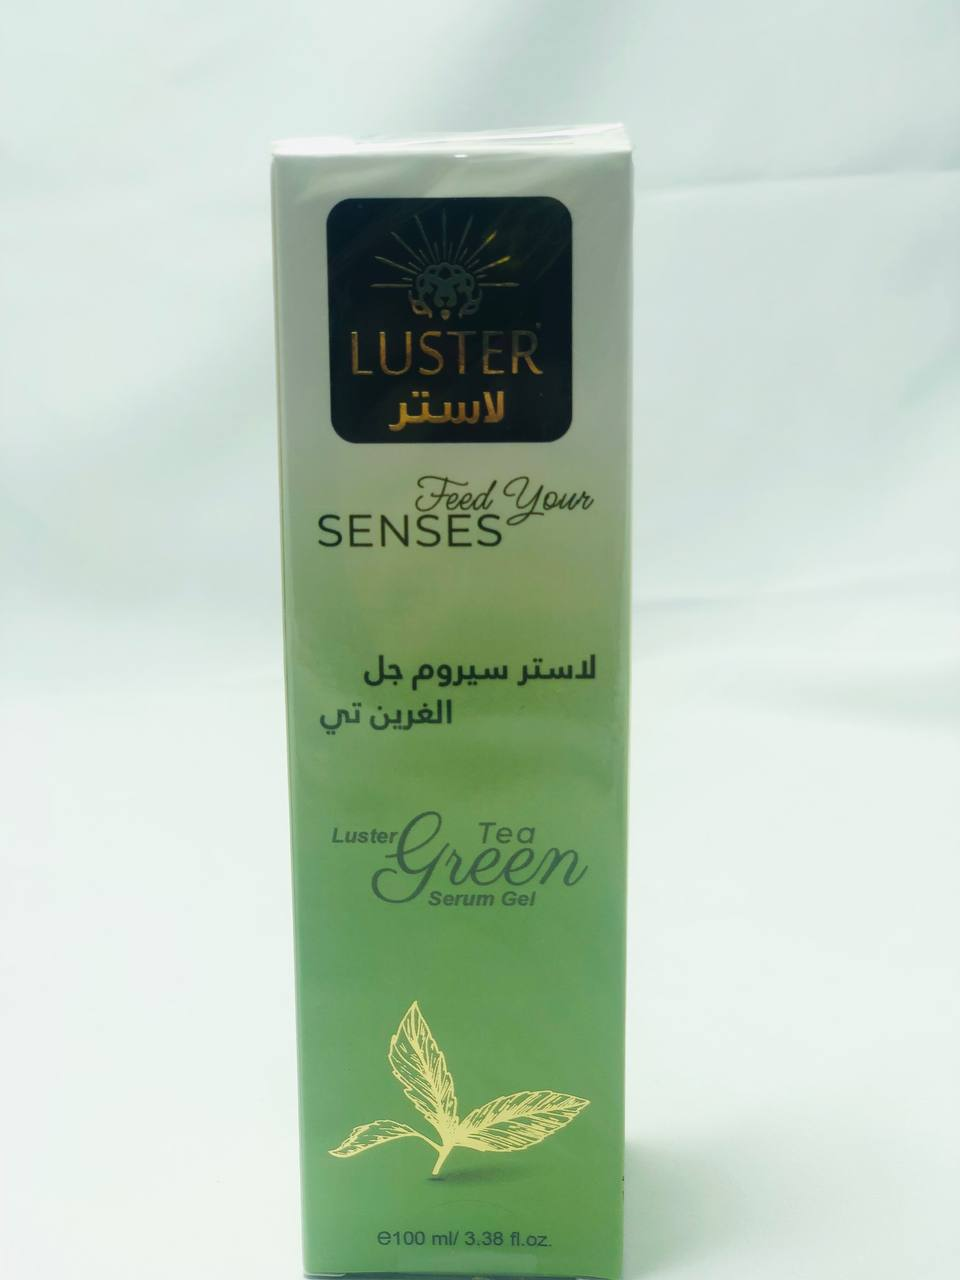 LUSTER
لاستر
Feed Your
SENSES
لاستر سيروم جل
الغرين تي
Luster Green Tea
Serum Gel
℮100 ml/ 3.38 fl.oz.